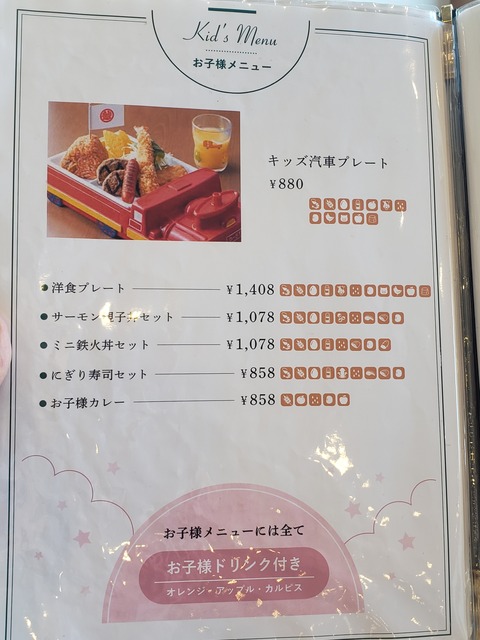 Kid's Menu
お子様メニュー
キッズ汽車プレート
¥880
洋食プレート ¥1,408
サーモン親子丼セット ¥1,078
ミニ鉄火丼セット ¥1,078
にぎり寿司セット ¥858
お子様カレー ¥858
お子様メニューには全て
お子様ドリンク付き
オレンジ・アップル・カルピス